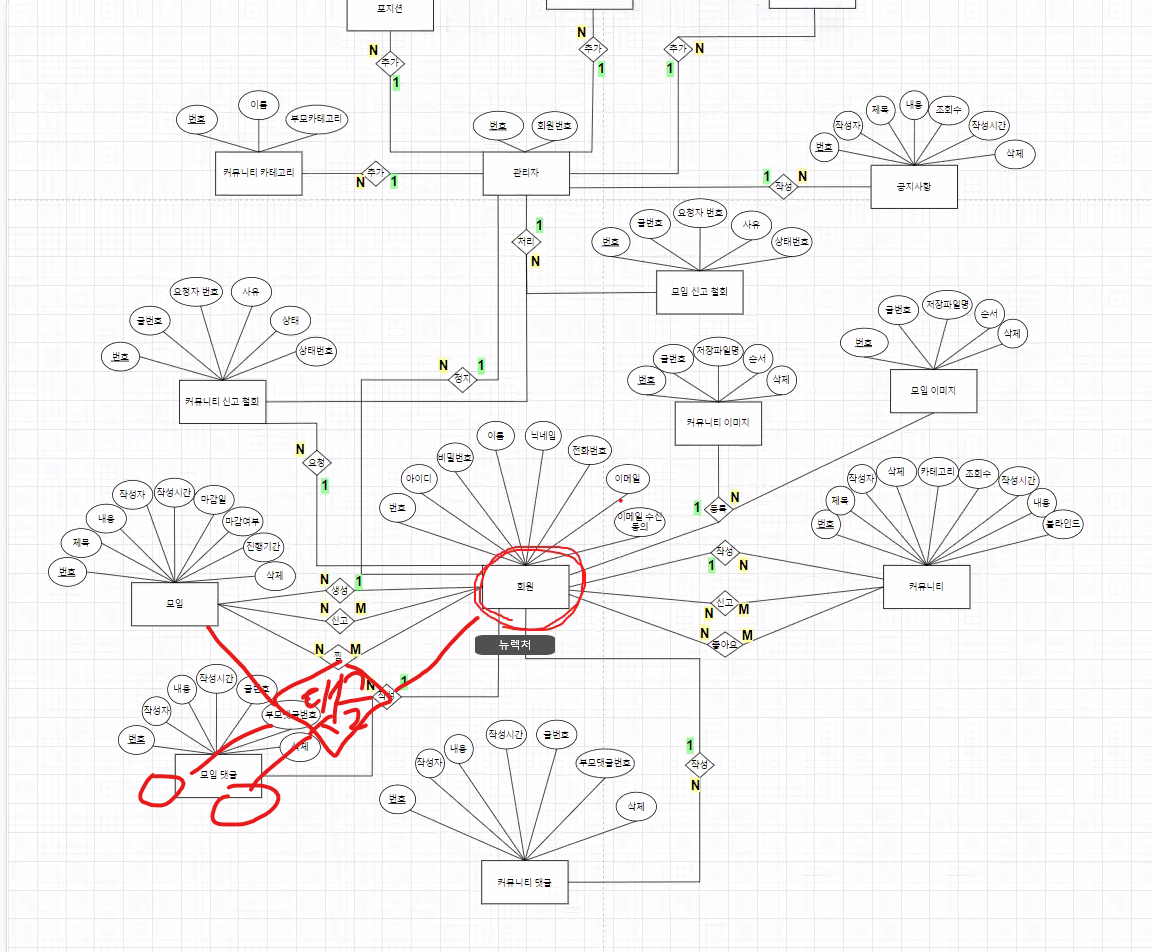 포지션
N
추가
1
N
추가
1
추가
N
1
번호
이름
부모카테고리
커뮤니티 카테고리
추가
N
1
번호
회원번호
관리자
번호
작성자
제목
내용
조회수
작성시간
삭제
공지사항
1
작성
N
1
처리
N
번호
글번호
요청자 번호
사유
상태번호
모임 신고 철회
번호
글번호
요청자 번호
사유
상태
상태번호
커뮤니티 신고 철회
N
정지
1
번호
글번호
저장파일명
순서
삭제
커뮤니티 이미지
번호
글번호
저장파일명
순서
삭제
모임 이미지
N
요청
1
번호
아이디
비밀번호
이름
닉네임
전화번호
이메일
이메일 수신
동의
회원
뉴렉처
1
등록
N
번호
제목
작성자
삭제
카테고리
조회수
작성시간
내용
블라인드
커뮤니티
작성
1
N
신고
N
M
좋아요
N
M
번호
제목
내용
작성자
작성시간
마감일
마감여부
진행기간
삭제
모임
N
생성
1
N
신고
M
N
찜
M
N
작성
1
번호
작성자
내용
작성시간
글번호
부모댓글번호
삭제
모임 댓글
번호
작성자
내용
작성시간
글번호
부모댓글번호
삭제
커뮤니티 댓글
1
작성
N